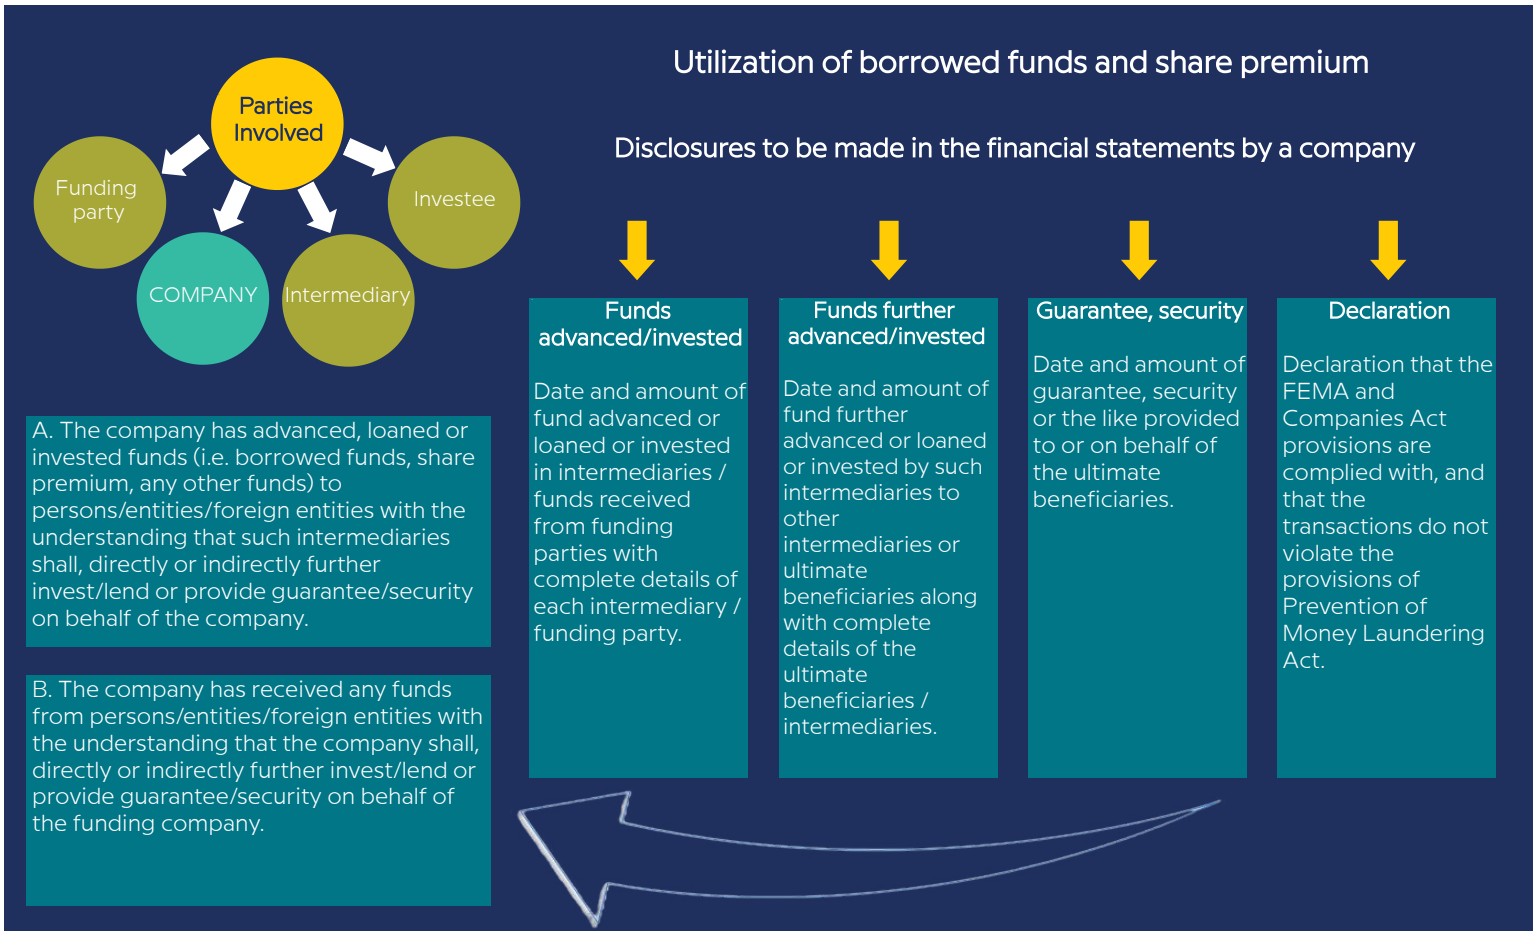 Utilization of borrowed funds and share premium
Disclosures to be made in the financial statements by a company
Parties
Involved
Funding
party
COMPANY
Intermediary
Investee
A. The company has advanced, loaned or
invested funds (i.e. borrowed funds, share
premium, any other funds) to
persons/entities/foreign entities with the
understanding that such intermediaries
shall, directly or indirectly further
invest/lend or provide guarantee/security
on behalf of the company.
B. The company has received any funds
from persons/entities/foreign entities with
the understanding that the company shall,
directly or indirectly further invest/lend or
provide guarantee/security on behalf of
the funding company.
Funds
advanced/invested
Date and amount of
fund advanced or
loaned or invested
in intermediaries /
funds received
from funding
parties with
complete details of
each intermediary /
funding party.
Funds further
advanced/invested
Date and amount of
fund further
advanced or loaned
or invested by such
intermediaries to
other
intermediaries or
ultimate
beneficiaries along
with complete
details of the
ultimate
beneficiaries /
intermediaries.
Guarantee, security
Date and amount of
guarantee, security
or the like provided
to or on behalf of
the ultimate
beneficiaries.
Declaration
Declaration that the
FEMA and
Companies Act
provisions are
complied with, and
that the
transactions do not
violate the
provisions of
Prevention of
Money Laundering
Act.